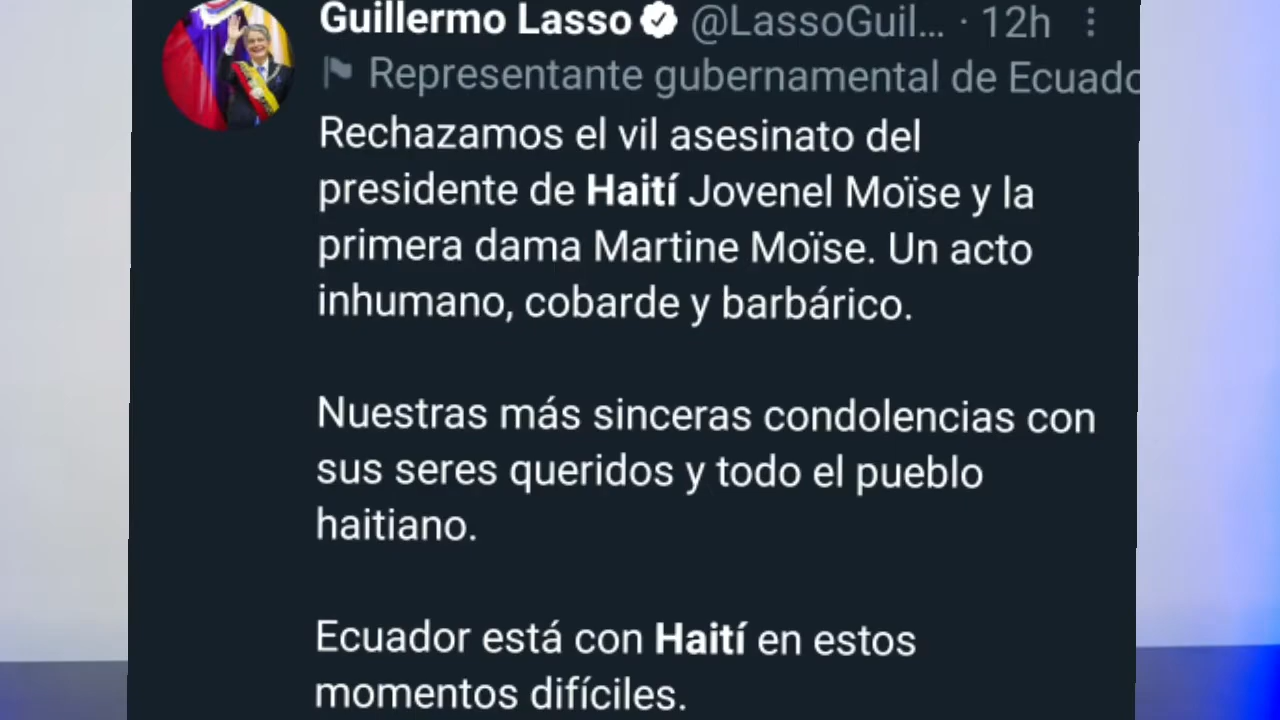 Guillermo Lasso @LassoGuil... · 12h
Representante gubernamental de Ecuado
Rechazamos el vil asesinato del
presidente de Haití Jovenel Moïse y la
primera dama Martine Moïse. Un acto
inhumano, cobarde y barbárico.
Nuestras más sinceras condolencias con
sus seres queridos y todo el pueblo
haitiano.
Ecuador está con Haití en estos
momentos difíciles.